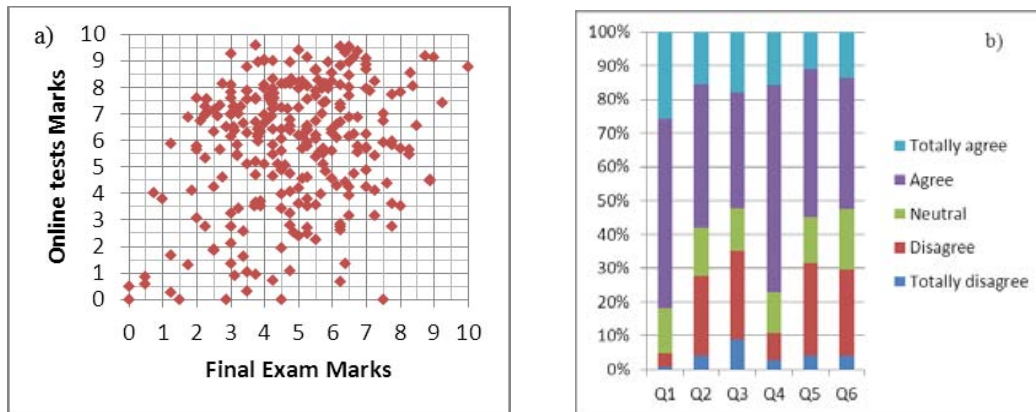 a)
Online tests Marks
10
9
8
7
6
5
4
3
2
1
0
0 1 2 3 4 5 6 7 8 9 10
Final Exam Marks
b)
100%
90%
80%
70%
60%
50%
40%
30%
20%
10%
0%
Q1 Q2 Q3 Q4 Q5 Q6
Totally agree
Agree
Neutral
Disagree
Totally disagree